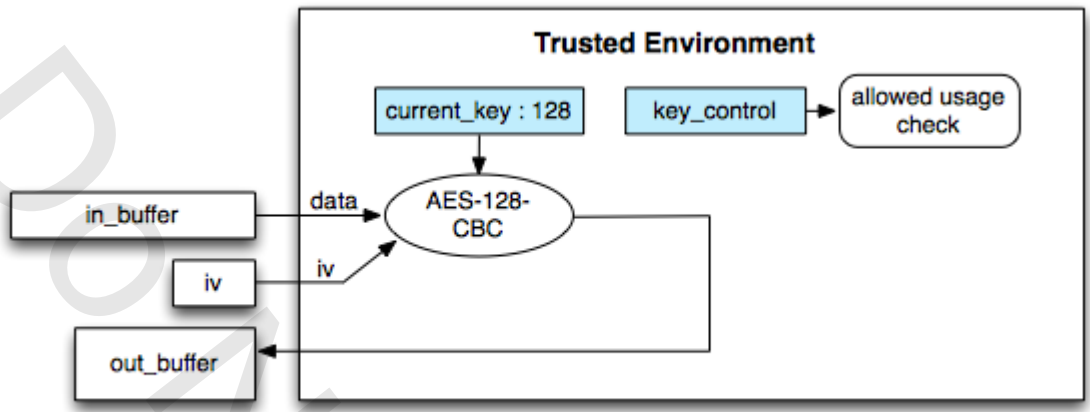 Trusted Environment
current_key : 128
key_control
allowed usage
check
data
AES-128-
CBC
in_buffer
iv
iv
out_buffer